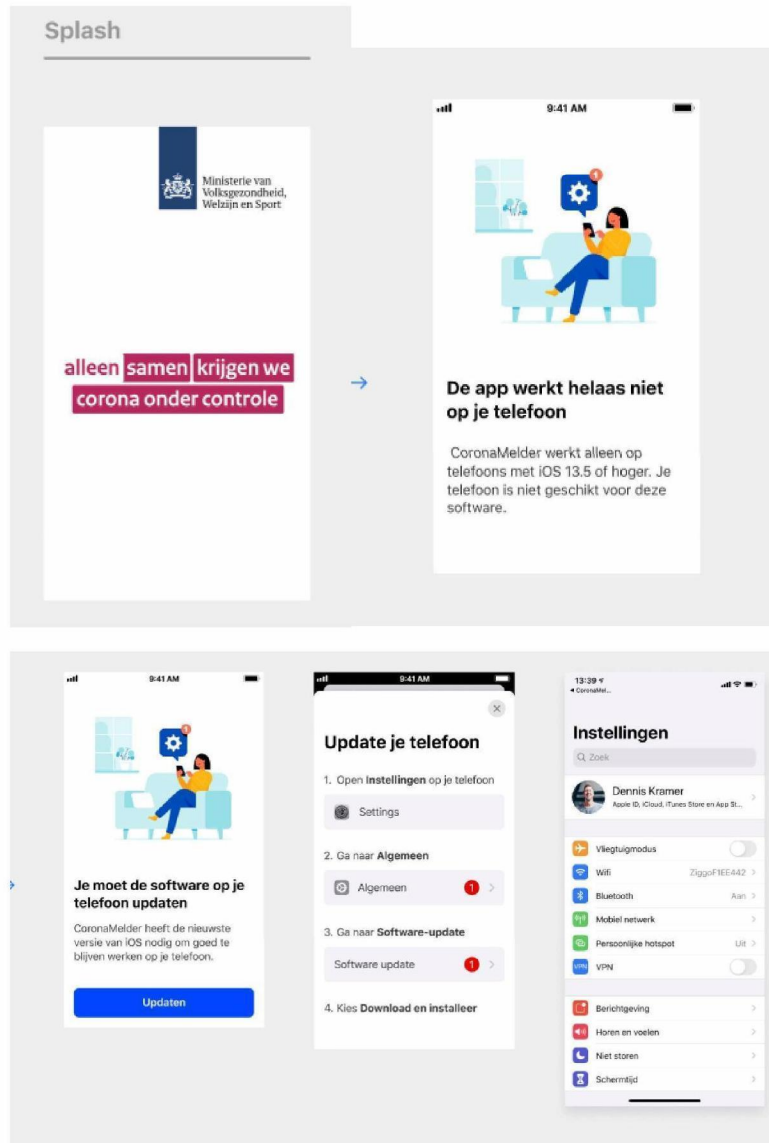 Splash
Ministerie van
Volksgezondheid,
Welzijn en Sport
alleen samen krijgen we
corona onder controle
9:41 AM
1
De app werkt helaas niet
op je telefoon
CoronaMelder werkt alleen op
telefoons met iOS 13.5 of hoger. Je
telefoon is niet geschikt voor deze
software.
9:41 AM
1
Je moet de software op je
telefoon updaten
CoronaMelder heeft de nieuwste
versie van iOS nodig om goed te
blijven werken op je telefoon.
Updaten
9:41 AM
Update je telefoon
1. Open Instellingen op je telefoon
Settings
2. Ga naar Algemeen
Algemeen 1
3. Ga naar Software-update
Software update 1
4. Kies Download en installeer
13:39
CoronaMel...
Instellingen
Zoek
Dennis Kramer
Apple ID, iCloud, iTunes Store en App St...
Vliegtuigmodus
Wifi ZiggoF1EE442
Bluetooth Aan
Mobiel netwerk
Persoonlijke hotspot Uit
VPN VPN
Berichtgeving
Horen en voelen
Niet storen
Schermtijd